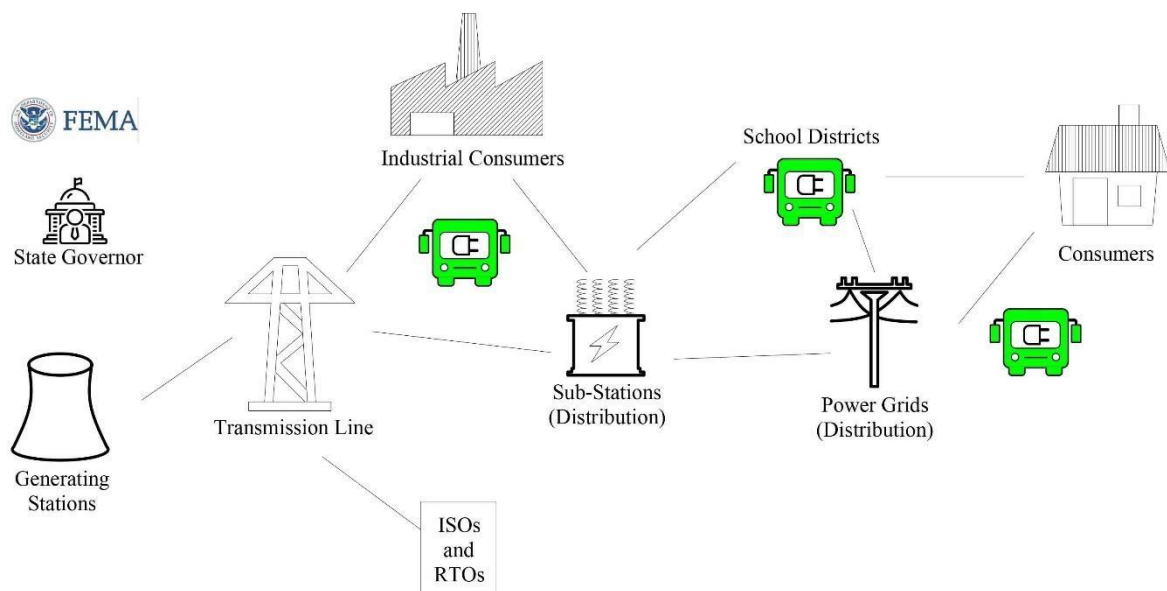 FEMA
State Governor
Generating
Stations
Transmission Line
Industrial Consumers
ISOs
and
RTOs
Sub-Stations
(Distribution)
School Districts
Power Grids
(Distribution)
Consumers